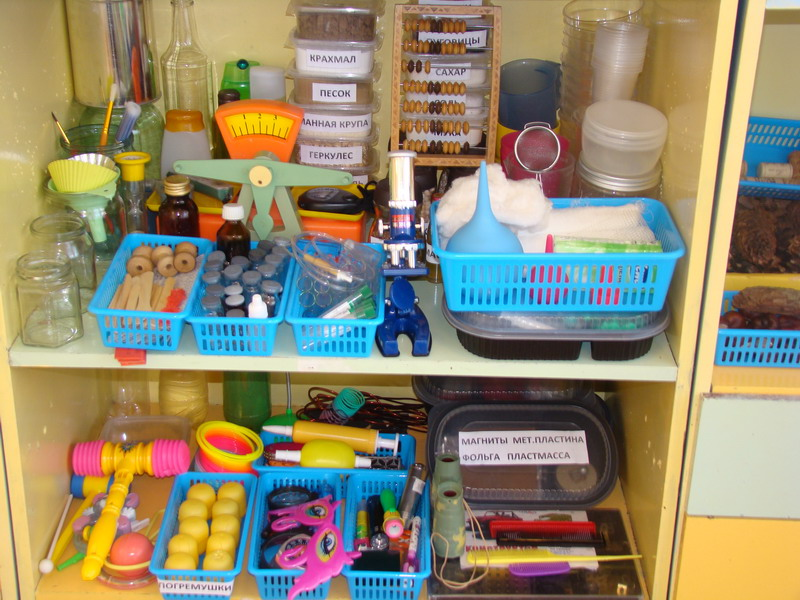 КРАХМАЛ
ПЕСОК
МАННАЯ КРУПА
ГЕРКУЛЕС
ПУГОВИЦЫ
САХАР
МАГНИТЫ МЕТ.ПЛАСТИНА
ФОЛЬГА ПЛАСТМАССА
ПОГРЕМУШКИ